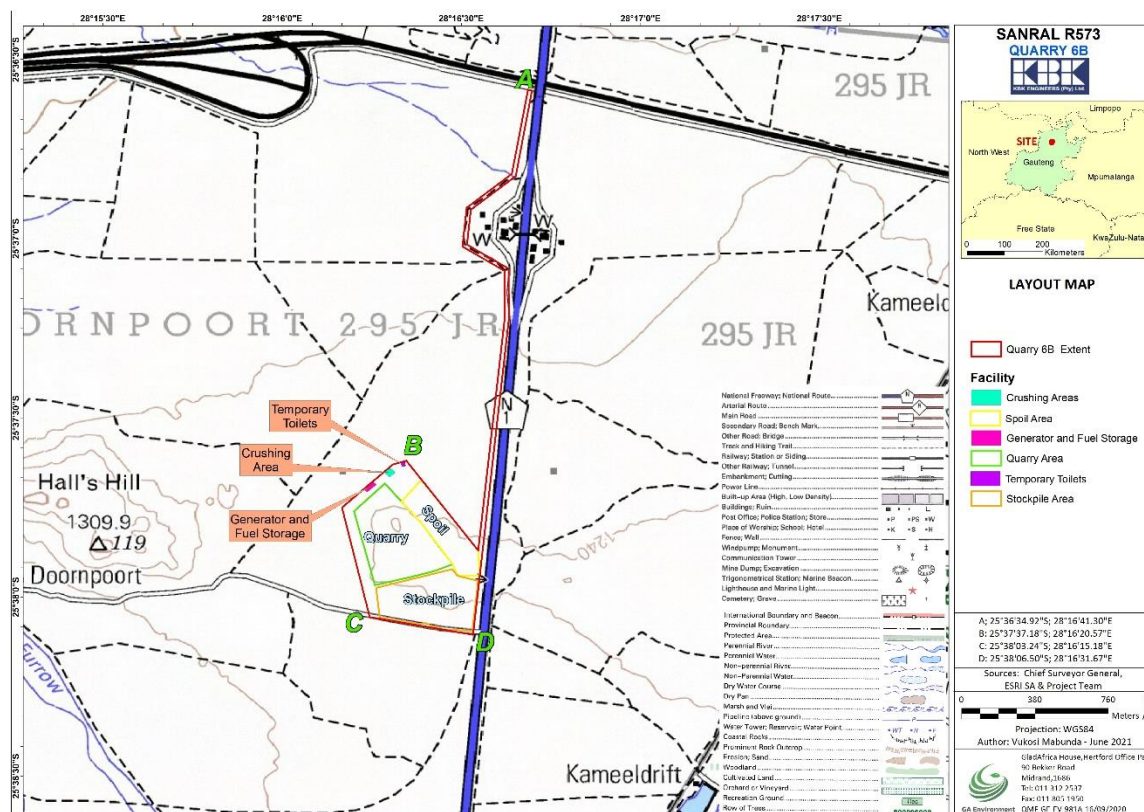 28°15'30"E
28°16'0"E
28°16'30"E
28°17'0"E
28°17'30"E
25°36'30"S
25°37'0"S
25°37'30"S
25°38'0"S
25°38'30"S
A
295 JR
W
W
Kameeld
ORNPOORT 2-9-5 J-R
295 JR
N
1
Temporary
Toilets
B
Crushing
Area
Generator and
Fuel Storage
Hall's Hill
1309.9
119
Doornpoort
Spoil
Quarry
1240
Stockpile
C
D
Furrow
Kameeldrift
National Freeway; National Route
Arterial Route
Main Road
Secondary Road; Bench Mark
Other Road; Bridge
Track and Hiking Trail
Railway; Station or Siding
Other Railway; Tunnel
Embankment; Cutting
Power Line
Built-up Area (High, Low Density)
Buildings; Ruin
Post Office; Police Station; Store
•P •PS •W
Place of Worship; School; Hotel
•K •S •H
Fence; Wall
Windpump; Monument
Communication Tower
Mine Dump; Excavation
Trigonometrical Station; Marine Beacon
Lighthouse and Marine Light
Cemetery; Grave
International Boundary and Beacon
Provincial Boundary
Protected Area
Perennial River
Perennial Water
Non-perennial River
Non-Perennial Water
Dry Water Course
Dry Pan
Marsh and Vlei
Pipeline (above ground)
Water Tower; Reservoir; Water Point
Coastal Rocks
Prominent Rock Outcrop
Erosion; Sand
Woodland
Cultivated Land
Orchard or Vineyard
Recreation Ground
Row of Trees
SANRAL R573
QUARRY 6B
KBK
KBK ENGINEERS (Pty) Ltd
Limpopo
SITE
North West
Gauteng
Mpumalanga
Free State
KwaZulu-Nata
0 100 200
Kilometers
LAYOUT MAP
Quarry 6B Extent
Facility
Crushing Areas
Spoil Area
Generator and Fuel Storage
Quarry Area
Temporary Toilets
Stockpile Area
A; 25°36'34.92"S; 28°16'41.30"E
B: 25°37'37.18"S; 28°16'20.57"E
C: 25°38'03.24"S; 28°16'15.18"E
D: 25°38'06.50"S; 28°16'31.67"E
Sources: Chief Surveyor General,
ESRI SA & Project Team
0 380 760
Meters
Projection: WGS84
Author: Vukosi Mabunda - June 2021
GA Environment
GladAfrica House, Hertford Office Pa
90 Bekker Road
Midrand,1686
Tel: 011 312 2537
Fax: 011 805 1950
QMF GE EV 981A 16/09/2020